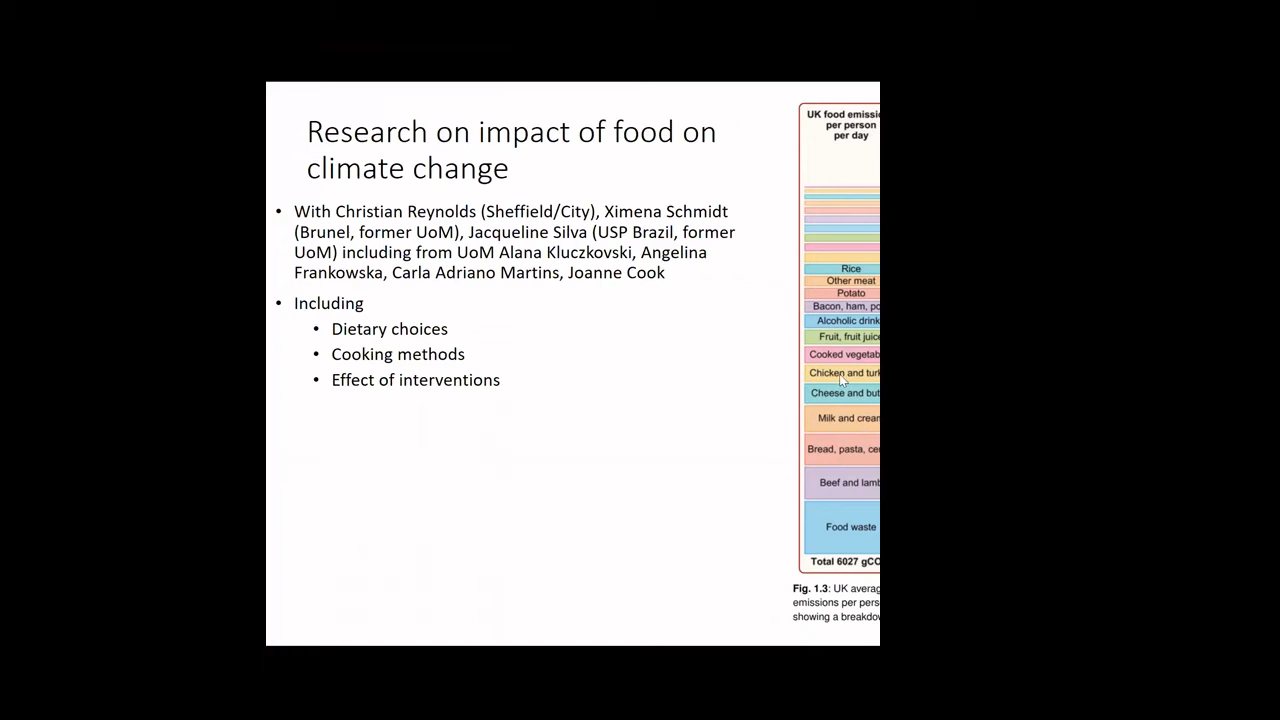 Research on impact of food on
climate change
• With Christian Reynolds (Sheffield/City), Ximena Schmidt
(Brunel, former UoM), Jacqueline Silva (USP Brazil, former
UoM) including from UoM Alana Kluczkovski, Angelina
Frankowska, Carla Adriano Martins, Joanne Cook
• Including
• Dietary choices
• Cooking methods
• Effect of interventions
UK food emissio
per person
per day
Rice
Other meat
Potato
Bacon, ham, po
Alcoholic drink
Fruit, fruit juic
Cooked vegetab
Chicken and turk
Cheese and but
Milk and cream
Bread, pasta, cer
Beef and lamb
Food waste
Total 6027 gCO
Fig. 1.3: UK averag
emissions per pers
showing a breakdow